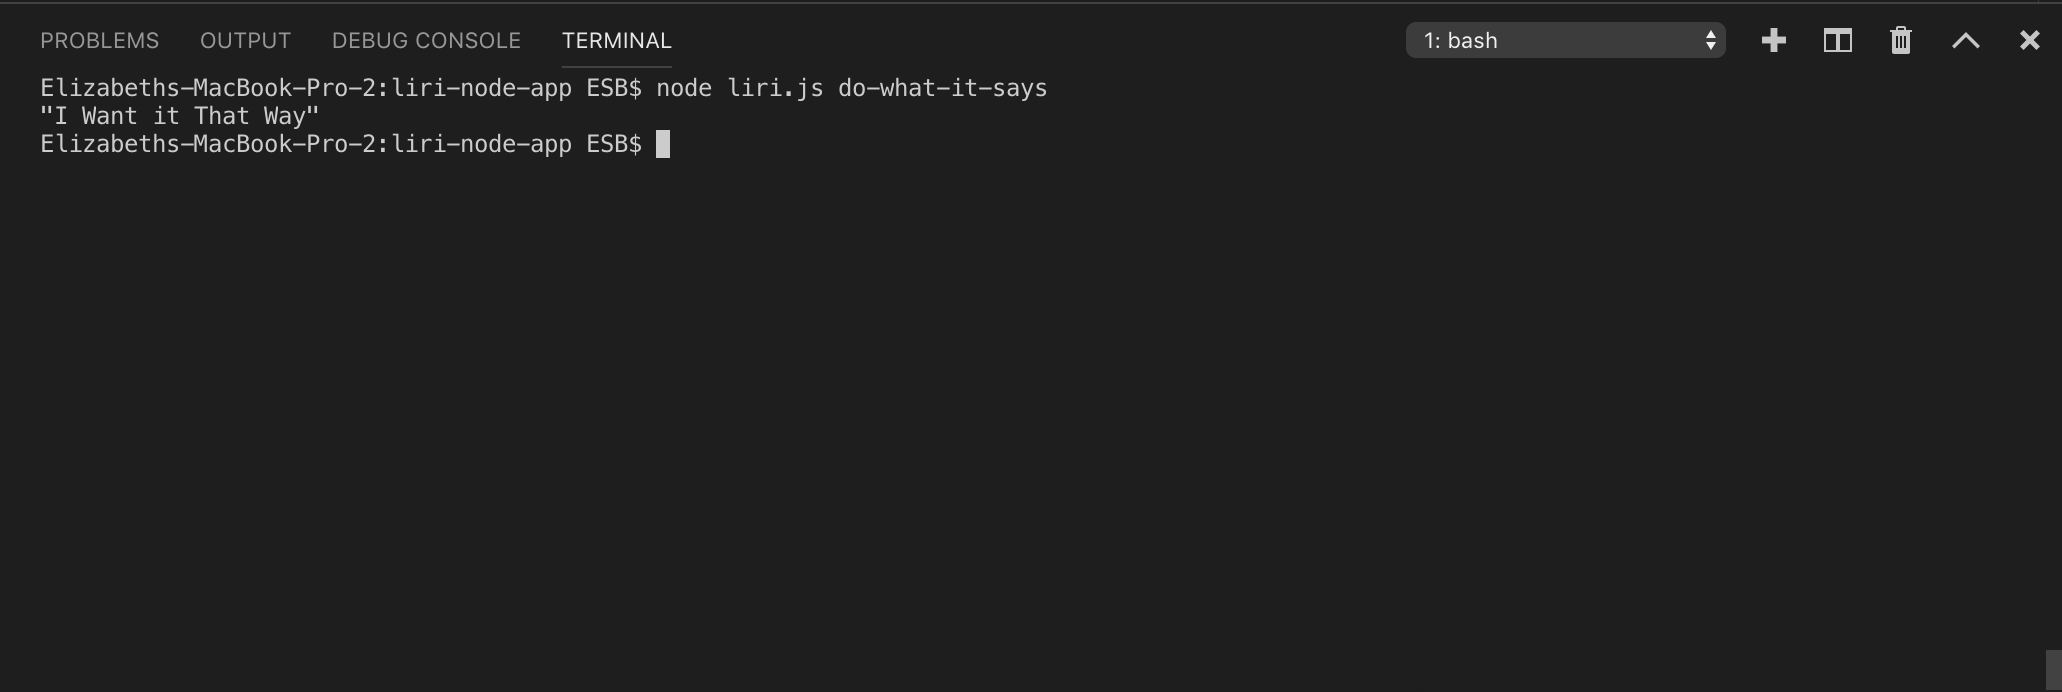 PROBLEMS OUTPUT DEBUG CONSOLE TERMINAL 1: bash
Elizabeths-MacBook-Pro-2:liri-node-app ESB$ node liri.js do-what-it-says
"I Want it That Way"
Elizabeths-MacBook-Pro-2:liri-node-app ESB$